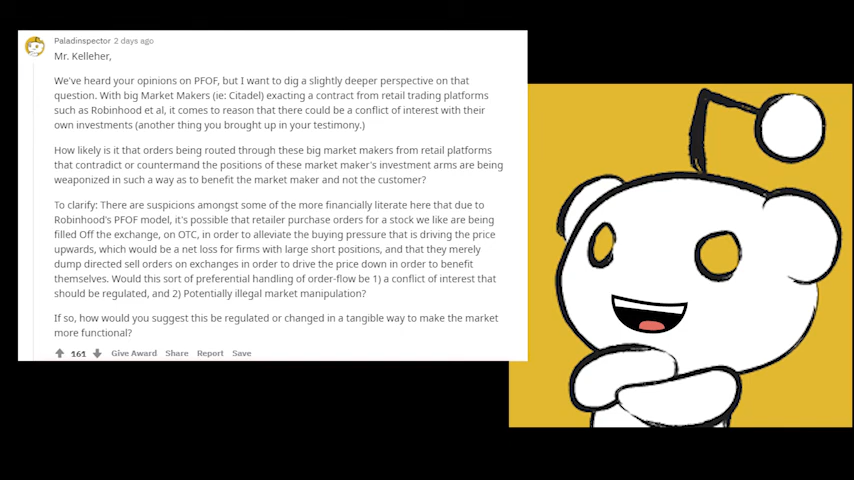 Paladinspector 2 days ago
Mr. Kelleher,
We've heard your opinions on PFOF, but I want to dig a slightly deeper perspective on that
question. With big Market Makers (ie: Citadel) exacting a contract from retail trading platforms
such as Robinhood et al, it comes to reason that there could be a conflict of interest with their
own investments (another thing you brought up in your testimony.)
How likely is it that orders being routed through these big market makers from retail platforms
that contradict or countermand the positions of these market maker's investment arms are being
weaponized in such a way as to benefit the market maker and not the customer?
To clarify: There are suspicions amongst some of the more financially literate here that due to
Robinhood's PFOF model, it's possible that retailer purchase orders for a stock we like are being
filled Off the exchange, on OTC, in order to alleviate the buying pressure that is driving the price
upwards, which would be a net loss for firms with large short positions, and that they merely
dump directed sell orders on exchanges in order to drive the price down in order to benefit
themselves. Would this sort of preferential handling of order-flow be 1) a conflict of interest that
should be regulated, and 2) Potentially illegal market manipulation?
If so, how would you suggest this be regulated or changed in a tangible way to make the market
more functional?
161 Give Award Share Report Save